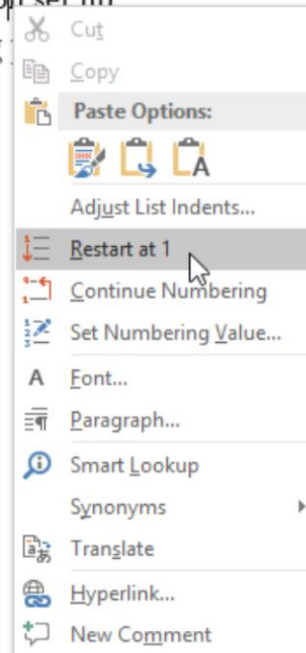 Cut
Copy
Paste Options:
Adjust List Indents...
Restart at 1
Continue Numbering
Set Numbering Value...
Font...
Paragraph...
Smart Lookup
Synonyms
Translate
Hyperlink...
New Comment